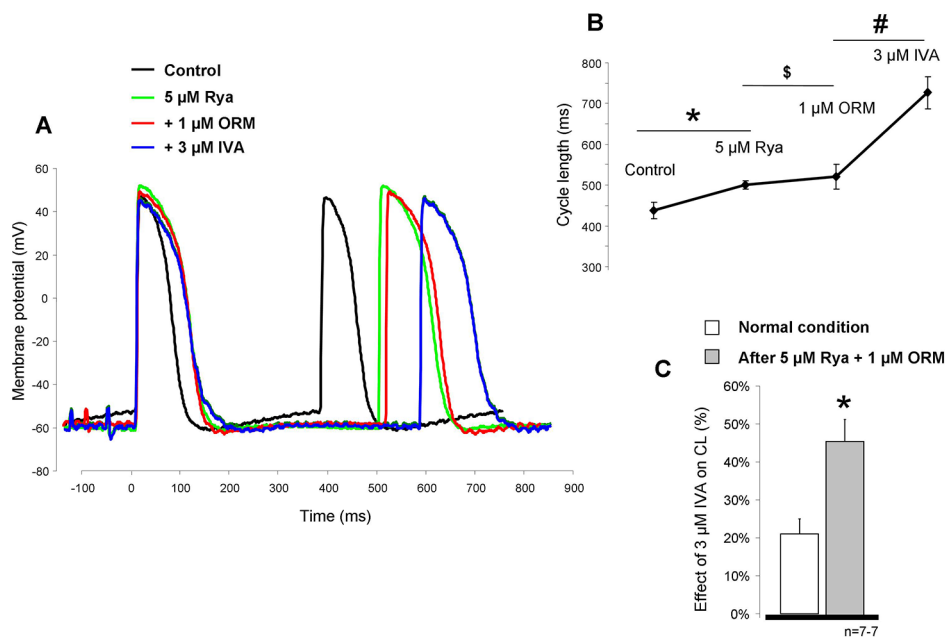 A
Control
5 µM Rya
+ 1 µM ORM
+ 3 µM IVA
Membrane potential (mV)
60
40
20
0
-20
-40
-60
-80
-100
0
100
200
300
400
500
600
700
800
900
Time (ms)
B
Cycle length (ms)
800
700
600
500
400
300
Control
*
5 µM Rya
$
1 µM ORM
#
3 µM IVA
C
Normal condition
After 5 µM Rya + 1 µM ORM
Effect of 3 µM IVA on CL (%)
60%
50%
40%
30%
20%
10%
0%
*
n=7-7